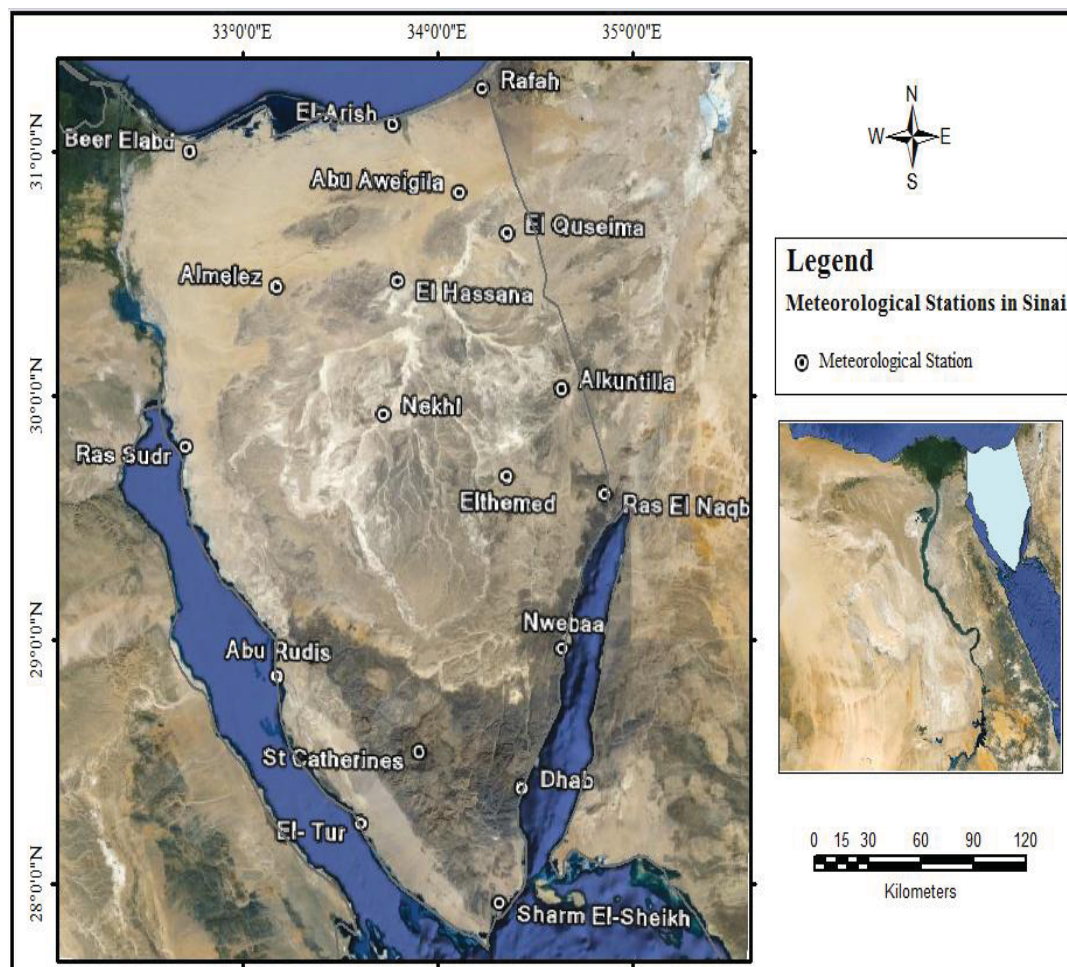 33°0'0"E 34°0'0"E 35°0'0"E
31°0'0"N
30°0'0"N
29°0'0"N
28°0'0"N
Rafah
El-Arish
Beer Elabd
Abu Aweigila
El Quseima
Almelez
El Hassana
Alkuntilla
Nekhl
Ras Sudr
Elthemed
Ras El Naqb
Nwebaa
Abu Rudis
St Catherines
Dhab
El- Tur
Sharm El-Sheikh
N
W E
S
Legend
Meteorological Stations in Sinai
Meteorological Station
0 15 30 60 90 120
Kilometers